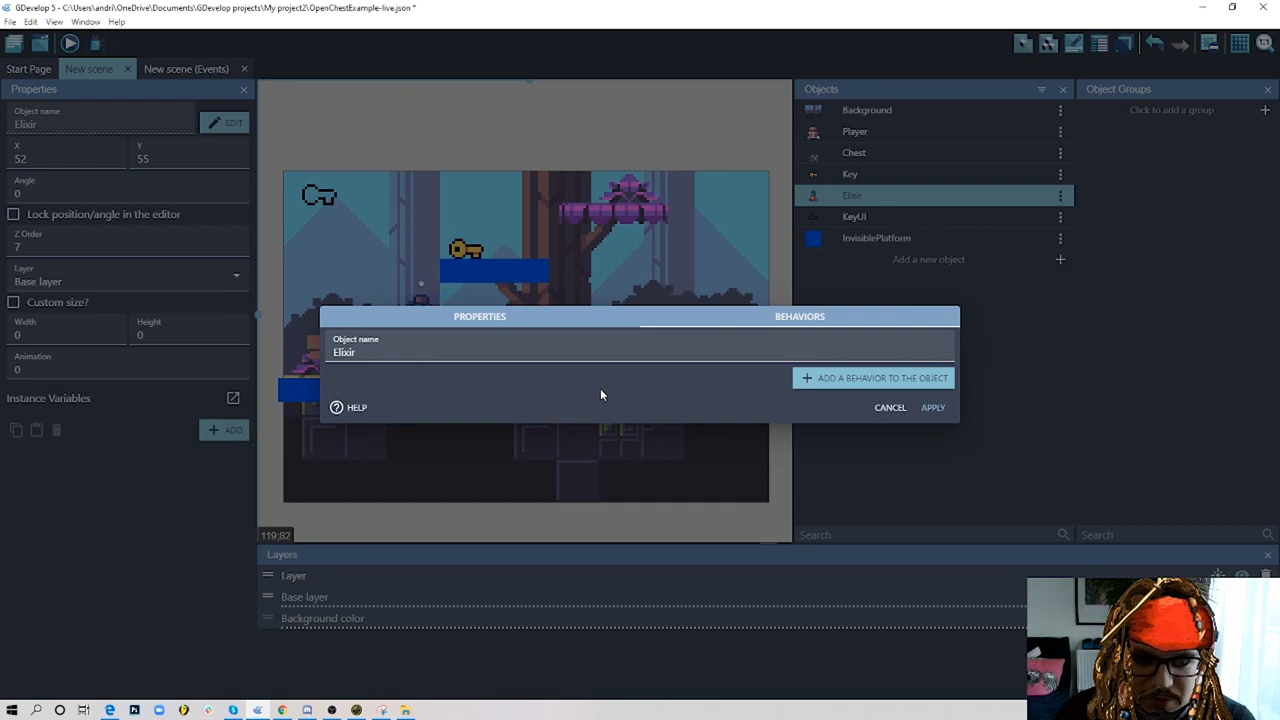 GDevelop 5 - C:\Users\andri\OneDrive\Documents\GDevelop projects\My project2\OpenChestExample-live.json *
File Edit View Window Help
Start Page New scene × New scene (Events) ×
Properties
Object name
Elixir
EDIT
X
52
Y
55
Angle
0
Lock position/angle in the editor
Z Order
7
Layer
Base layer
Custom size?
Width
0
Height
0
Animation
0
Instance Variables
+ ADD
PROPERTIES
BEHAVIORS
Object name
Elixir
+ ADD A BEHAVIOR TO THE OBJECT
? HELP
CANCEL
APPLY
119;82
Objects
Background
Player
Chest
Key
Elixir
KeyUI
InvisiblePlatform
Add a new object +
Search
Object Groups
Click to add a group +
Search
Layers
Layer
Base layer
Background color